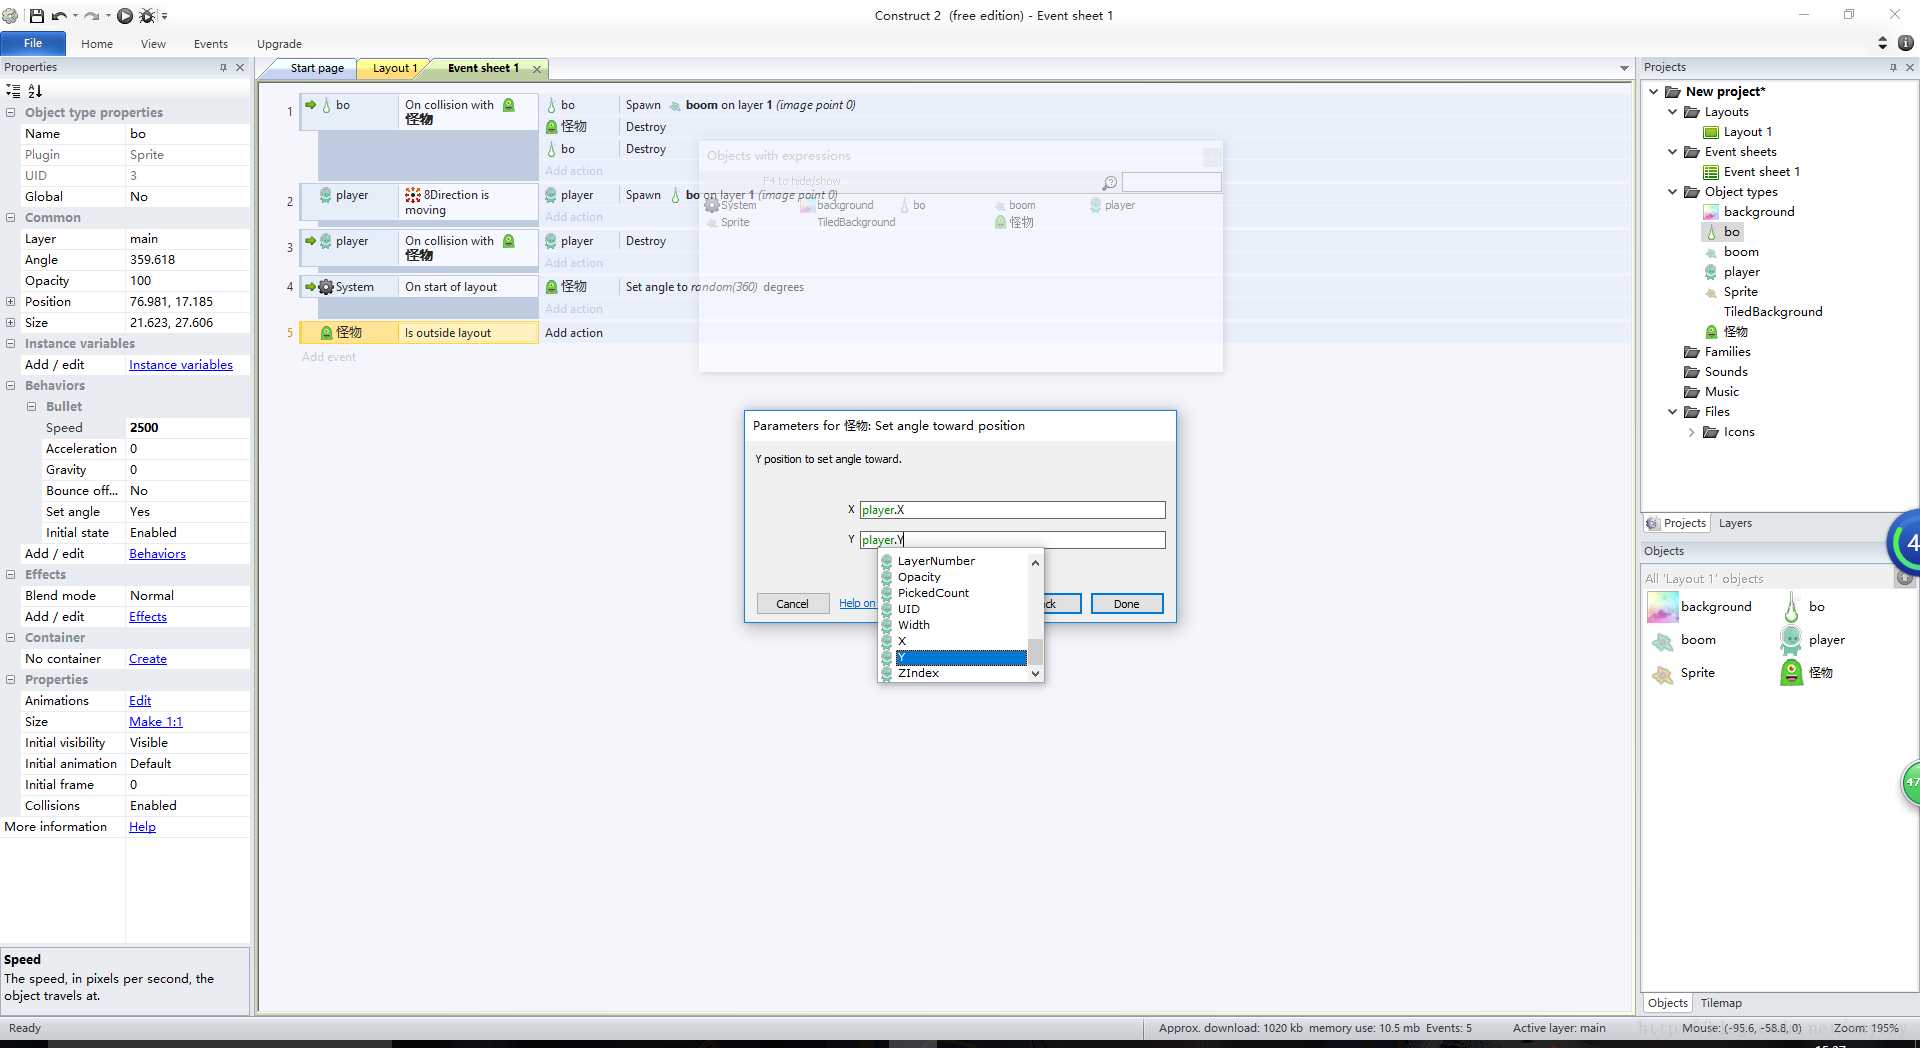 Construct 2  (free edition) - Event sheet 1
File
Home
View
Events
Upgrade
Properties
Object type properties
Name bo
Plugin Sprite
UID 3
Global No
Common
Layer main
Angle 359.618
Opacity 100
Position 76.981, 17.185
Size 21.623, 27.606
Instance variables
Add / edit Instance variables
Behaviors
Bullet
Speed 2500
Acceleration 0
Gravity 0
Bounce off... No
Set angle Yes
Initial state Enabled
Add / edit Behaviors
Effects
Blend mode Normal
Add / edit Effects
Container
No container Create
Properties
Animations Edit
Size Make 1:1
Initial visibility Visible
Initial animation Default
Initial frame 0
Collisions Enabled
More information Help
Speed
The speed, in pixels per second, the
object travels at.
Ready
Start page
Layout 1
Event sheet 1
1 bo On collision with
怪物
bo Spawn boom on layer 1 (image point 0)
怪物 Destroy
bo Destroy
Add action
2 player 8Direction is
moving
player Spawn bo on layer 1 (image point 0)
Add action
3 player On collision with
怪物
player Destroy
Add action
4 System On start of layout
怪物 Set angle to random(360) degrees
Add action
5 怪物 Is outside layout Add action
Add event
Objects with expressions
F4 to hide/show
System background bo boom player
Sprite TiledBackground 怪物
Parameters for 怪物: Set angle toward position
Y position to set angle toward.
X player.X
Y player.Y
LayerNumber
Opacity
PickedCount
UID
Width
X
Y
ZIndex
Cancel
Help on
ck
Done
Projects
New project*
Layouts
Layout 1
Event sheets
Event sheet 1
Object types
background
bo
boom
player
Sprite
TiledBackground
怪物
Families
Sounds
Music
Files
Icons
Projects Layers
Objects
All 'Layout 1' objects
background bo
boom player
Sprite 怪物
Objects Tilemap
4
47
Approx. download: 1020 kb  memory use: 10.5 mb  Events: 5
Active layer: main
Mouse: (-95.6, -58.8, 0)
Zoom: 195%